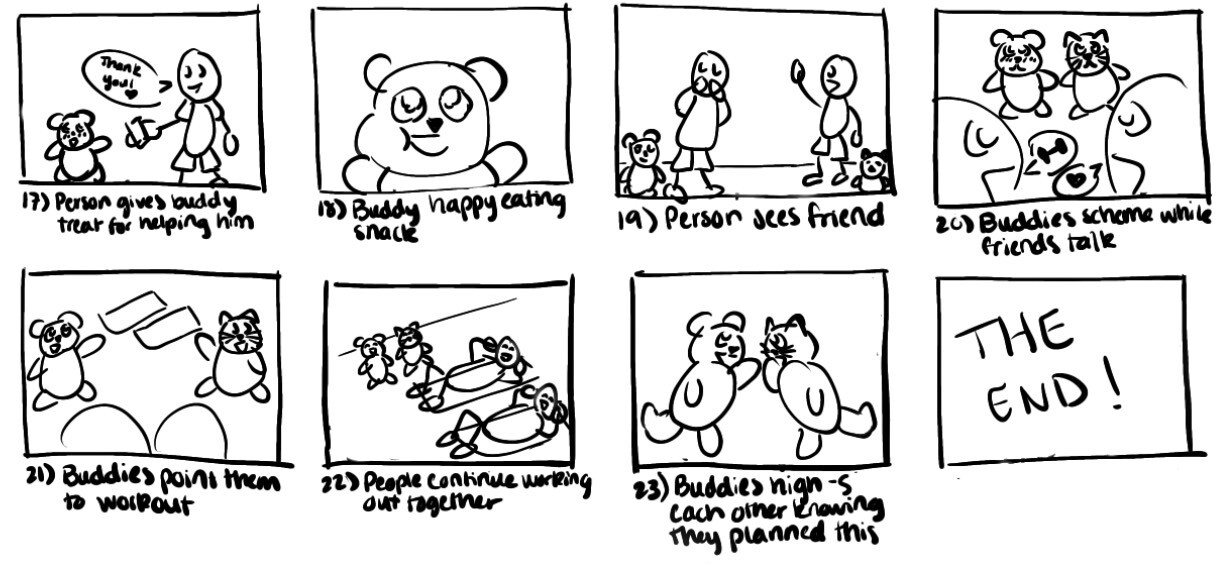 Thank
you!
17) Person gives buddy
treat for helping him
18) Buddy happy eating
snack
19) Person sees friend
20) Buddies scheme while
friends talk
21) Buddies point them
to workout
22) People continue working
out together
23) Buddies high-5
each other knowing
they planned this
THE
END!